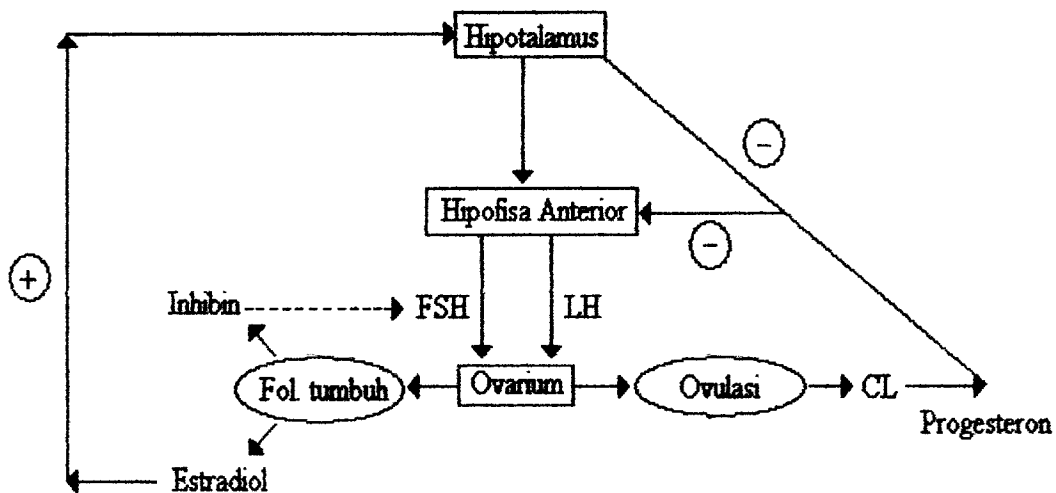 Hipotalamus
−
Hipofisa Anterior
−
+
Inhibin
FSH
LH
Fol. tumbuh
Ovarium
Ovulasi
CL
Progesteron
Estradiol